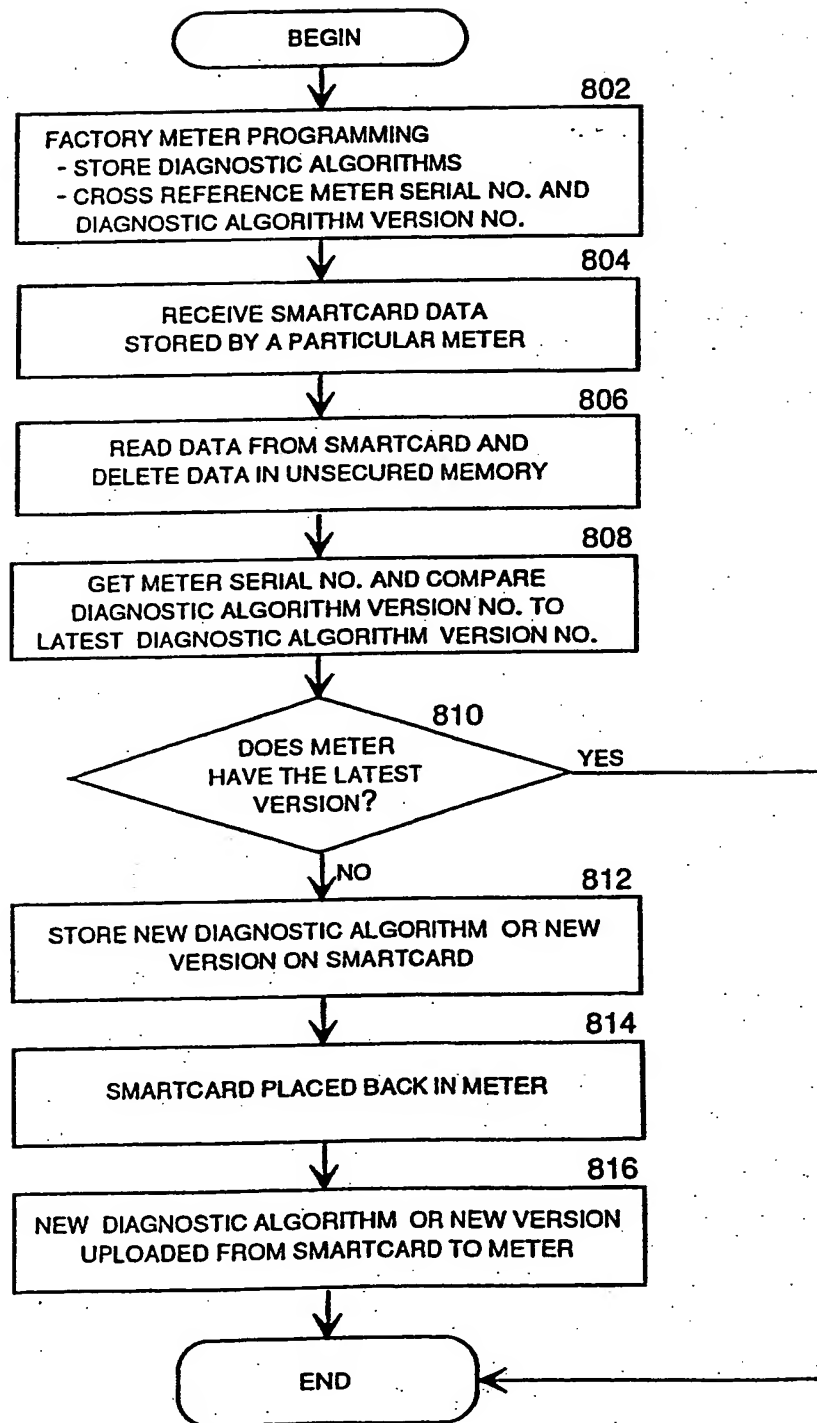 BEGIN
802
FACTORY METER PROGRAMMING
- STORE DIAGNOSTIC ALGORITHMS
- CROSS REFERENCE METER SERIAL NO. AND
DIAGNOSTIC ALGORITHM VERSION NO.
804
RECEIVE SMARTCARD DATA
STORED BY A PARTICULAR METER
806
READ DATA FROM SMARTCARD AND
DELETE DATA IN UNSECURED MEMORY
808
GET METER SERIAL NO. AND COMPARE
DIAGNOSTIC ALGORITHM VERSION NO. TO
LATEST DIAGNOSTIC ALGORITHM VERSION NO.
810
DOES METER
HAVE THE LATEST
VERSION?
YES
NO
812
STORE NEW DIAGNOSTIC ALGORITHM OR NEW
VERSION ON SMARTCARD
814
SMARTCARD PLACED BACK IN METER
816
NEW DIAGNOSTIC ALGORITHM OR NEW VERSION
UPLOADED FROM SMARTCARD TO METER
END